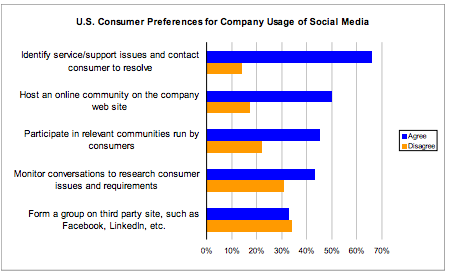 U.S. Consumer Preferences for Company Usage of Social Media
Identify service/support issues and contact
consumer to resolve
Host an online community on the company
web site
Participate in relevant communities run by
consumers
Monitor conversations to research consumer
issues and requirements
Form a group on third party site, such as
Facebook, LinkedIn, etc.
Agree
Disagree
0% 10% 20% 30% 40% 50% 60% 70%